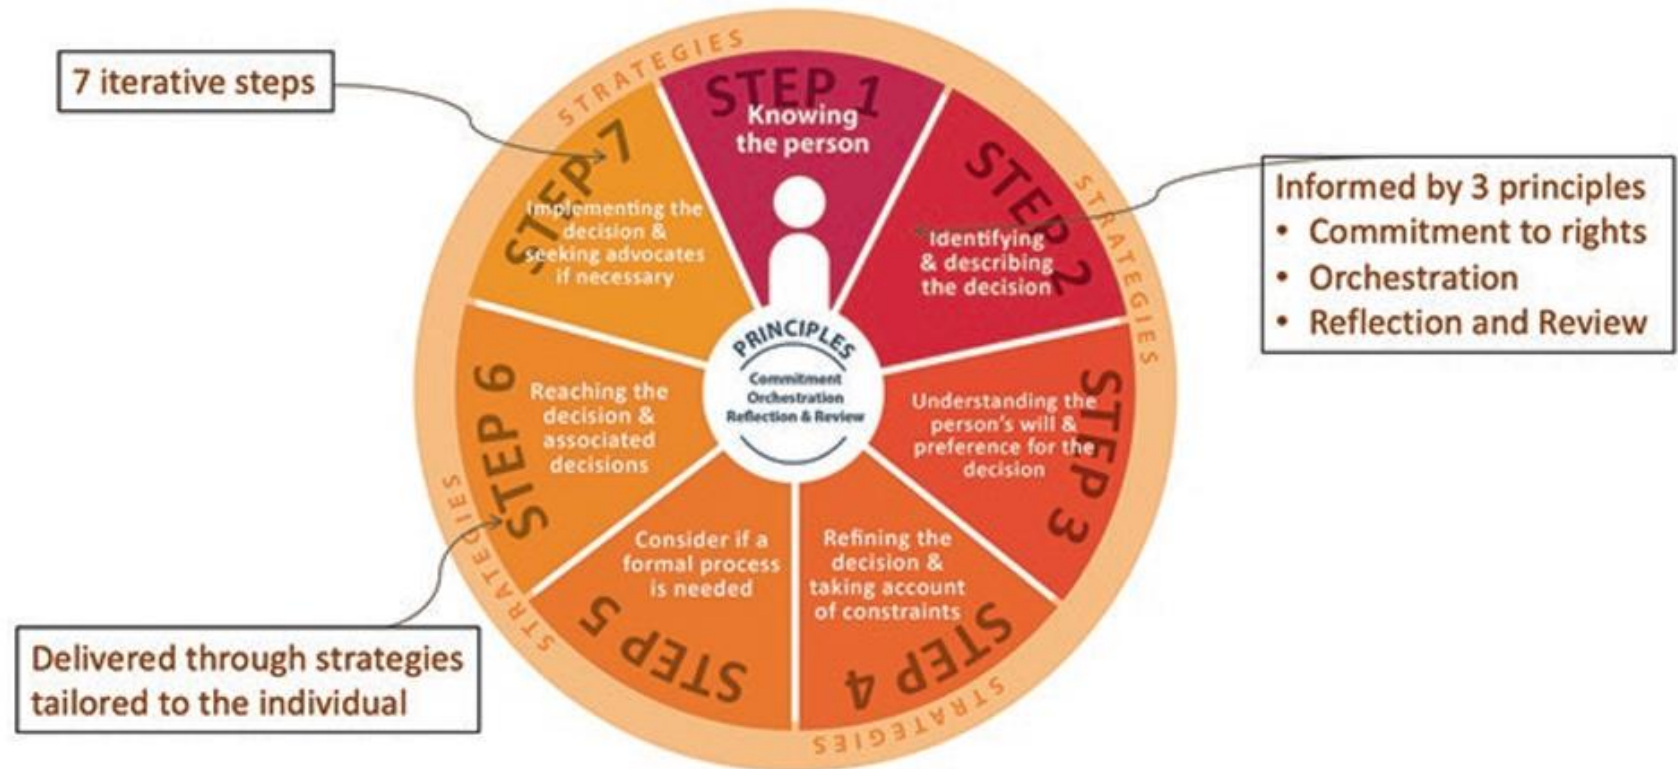 7 iterative steps
STRATEGIES
STEP 1
Knowing
the person
STEP 2
Identifying
& describing
the decision
STRATEGIES
Informed by 3 principles
• Commitment to rights
• Orchestration
• Reflection and Review
STEP 3
Understanding the
person's will &
preference for the
decision
STEP 4
Refining the
decision &
taking account
of constraints
STRATEGIES
STEP 5
Consider if a
formal process
is needed
STEP 6
Reaching the
decision &
associated
decisions
STRATEGIES
STRATEGIES
STEP 7
Implementing the
decision &
seeking advocates
if necessary
PRINCIPLES
Commitment
Orchestration
Reflection & Review
Delivered through strategies
tailored to the individual